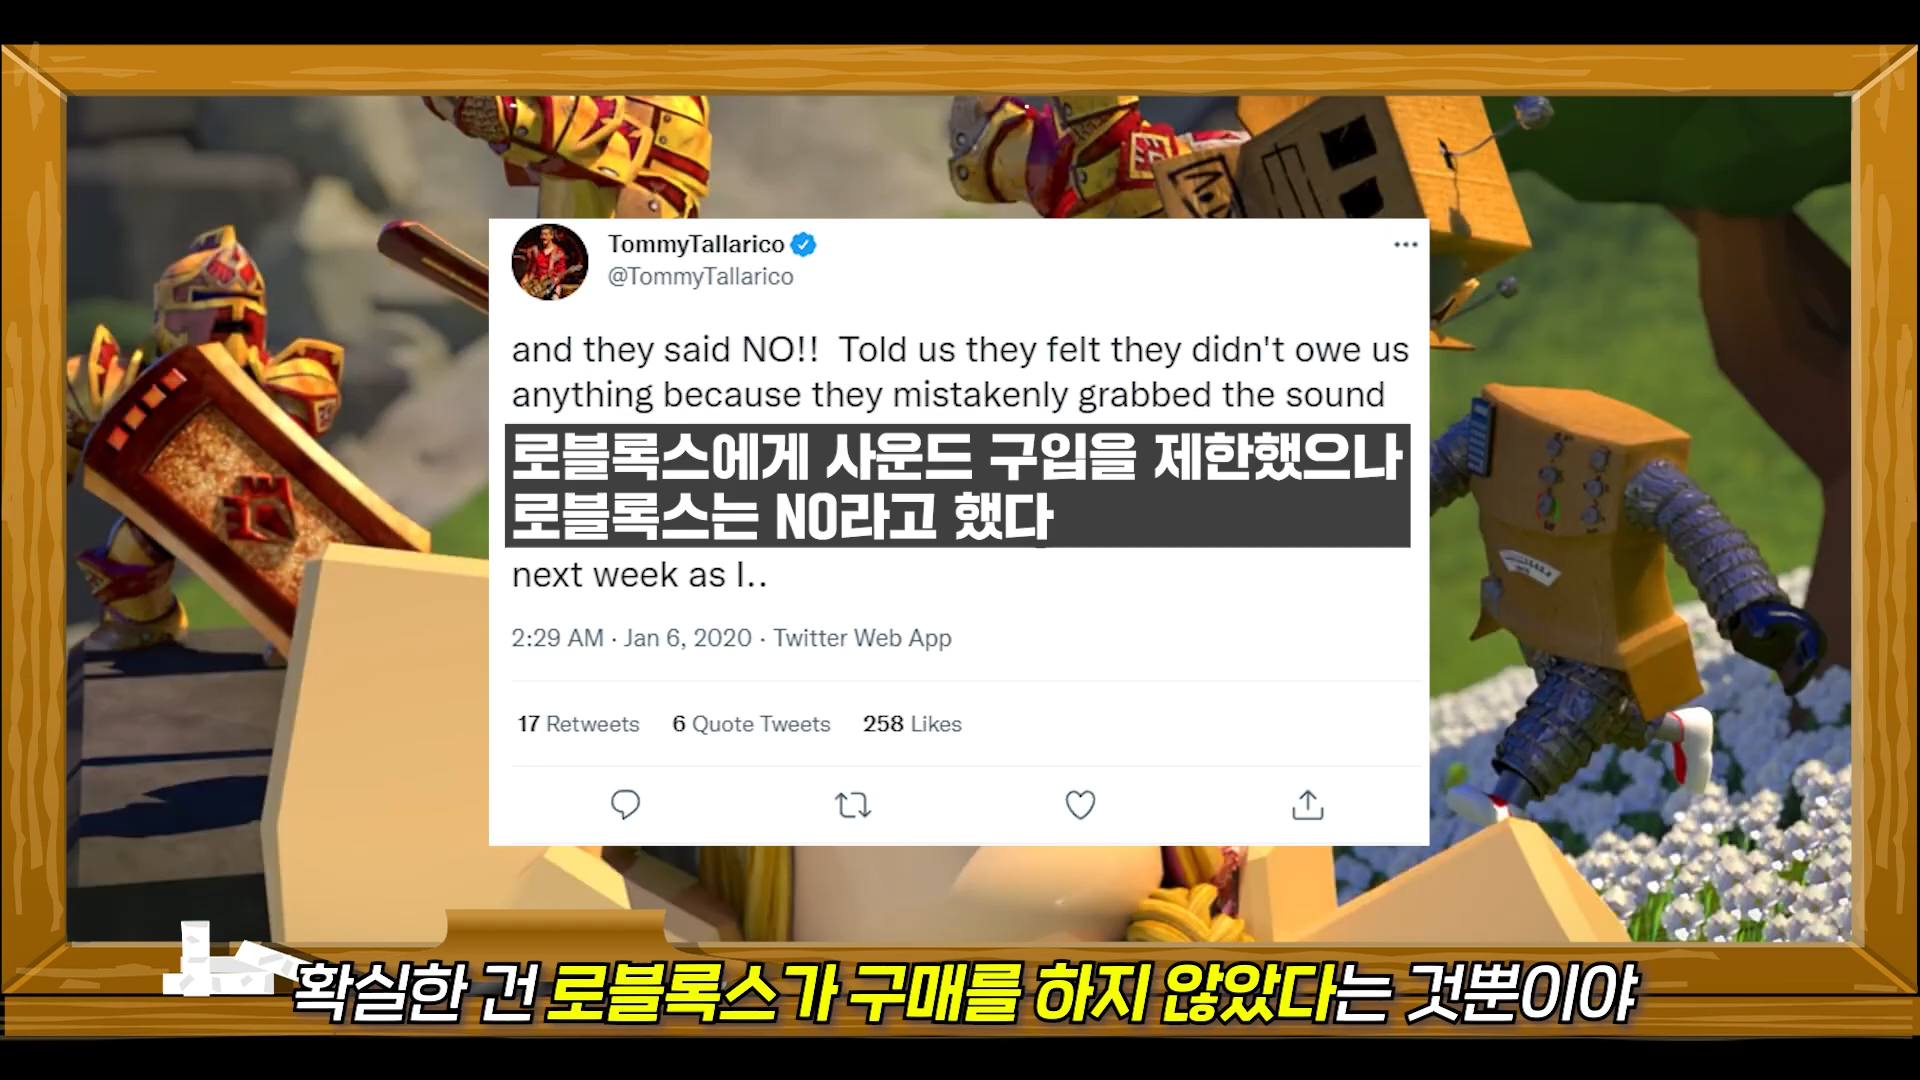 TommyTallarico
@TommyTallarico
and they said NO!! Told us they felt they didn't owe us
anything because they mistakenly grabbed the sound
로블록스에게 사운드 구입을 제한했으나
로블록스는 NO라고 했다
next week as I..
2:29 AM · Jan 6, 2020 · Twitter Web App
17 Retweets 6 Quote Tweets 258 Likes
확실한 건 로블록스가 구매를 하지 않았다는 것뿐이야